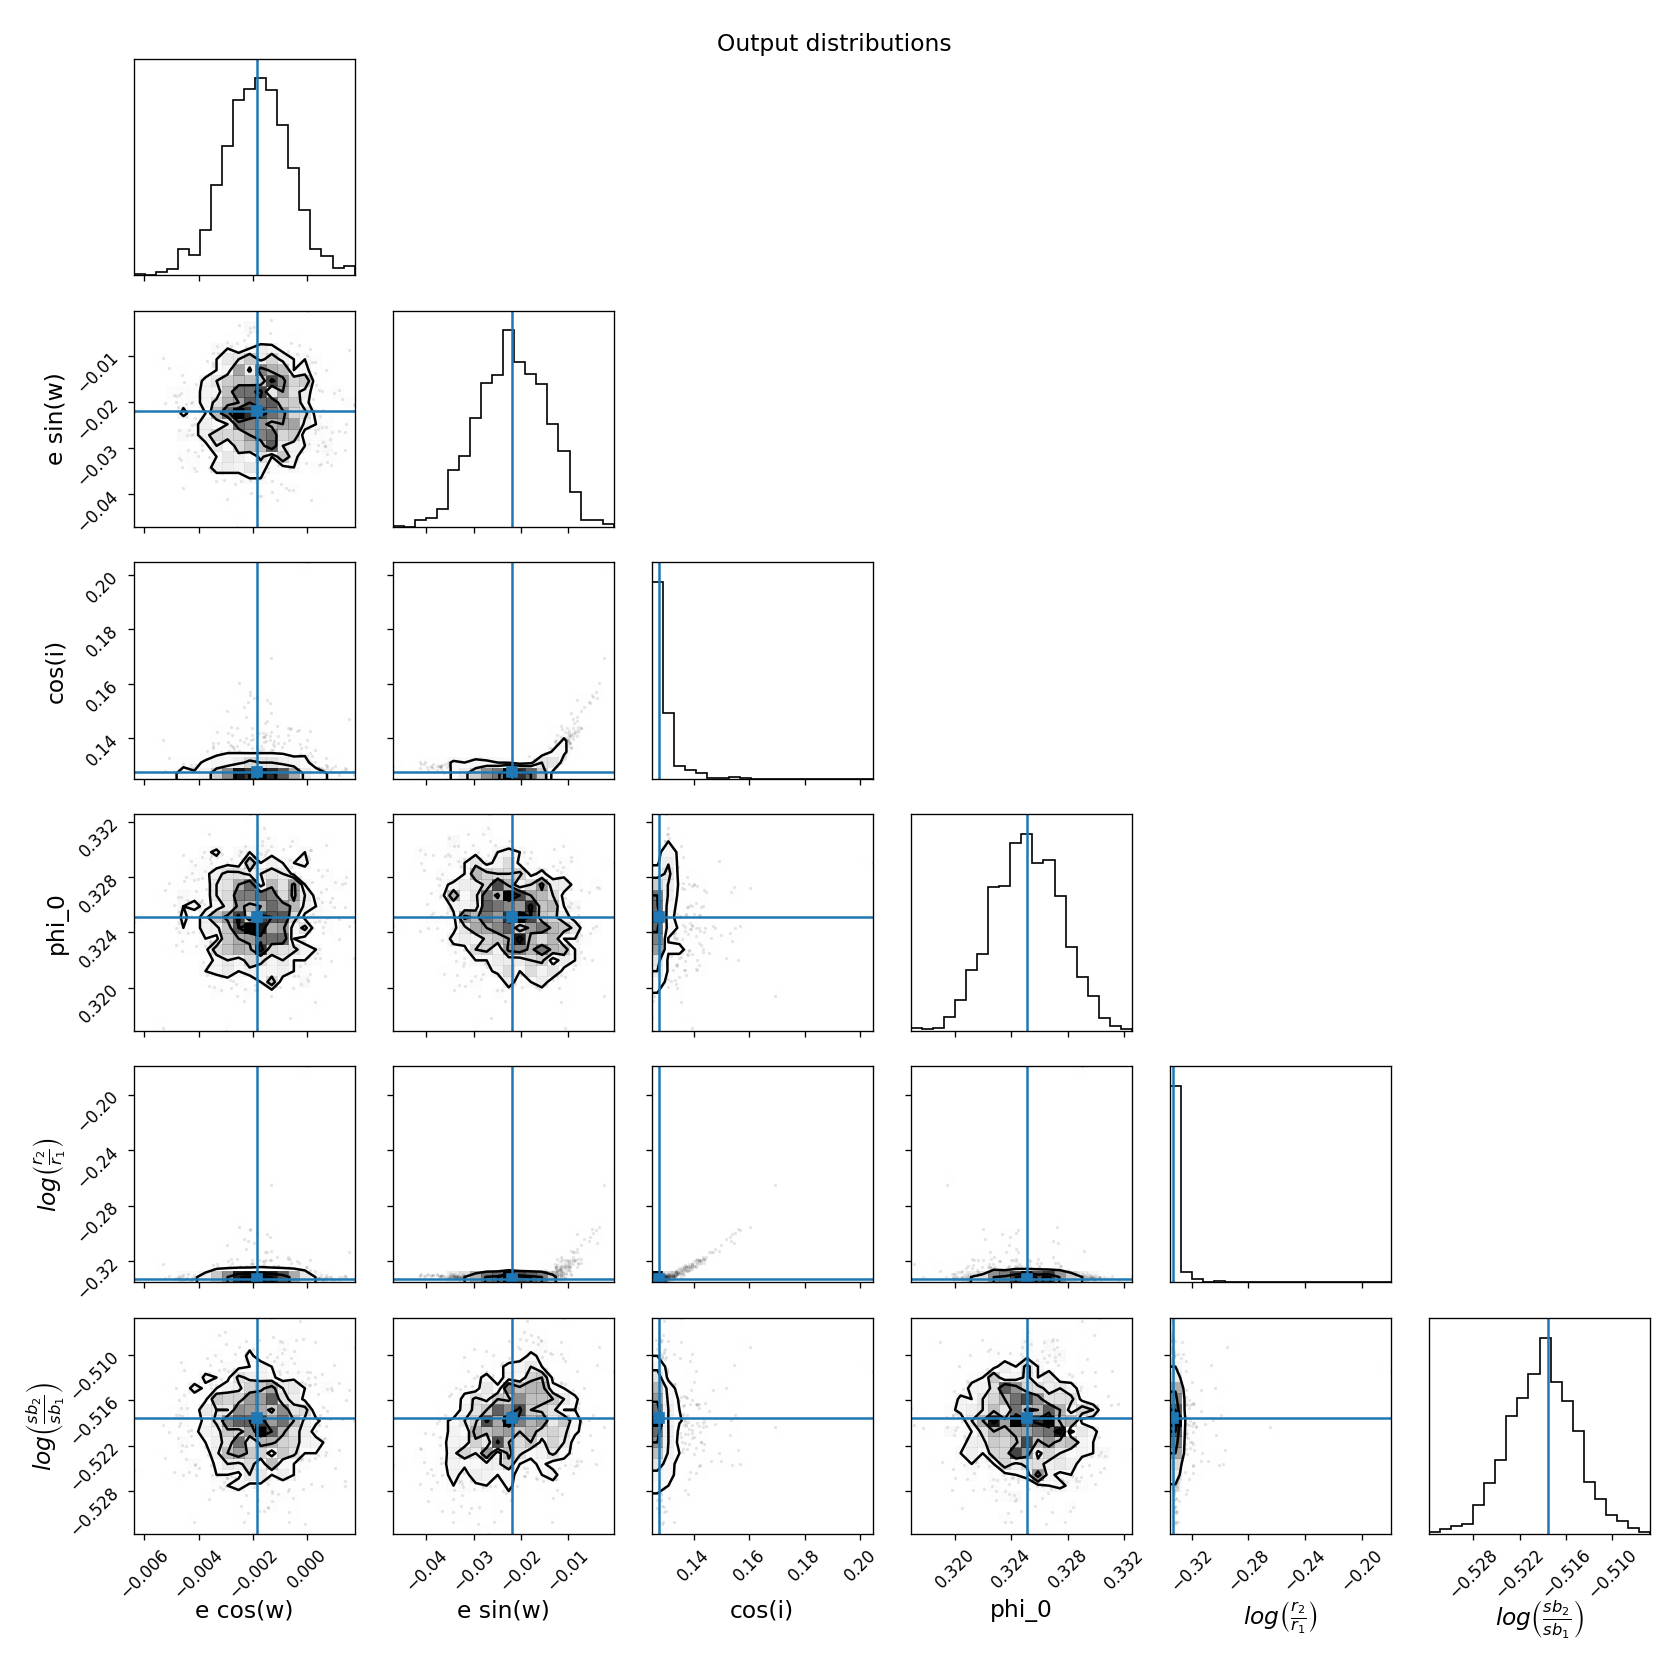 Output distributions
e sin(w)
−0.01
−0.02
−0.03
−0.04
cos(i)
0.20
0.18
0.16
0.14
phi_0
0.332
0.328
0.324
0.320
log(r₂/r₁)
−0.20
−0.24
−0.28
−0.32
log(sb₂/sb₁)
−0.510
−0.516
−0.522
−0.528
−0.006 −0.004 −0.002 0.000 −0.04 −0.03 −0.02 −0.01 0.14 0.16 0.18 0.20 0.320 0.324 0.328 0.332 −0.32 −0.28 −0.24 −0.20 −0.528 −0.522 −0.516 −0.510
e cos(w) e sin(w) cos(i) phi_0 log(r₂/r₁) log(sb₂/sb₁)